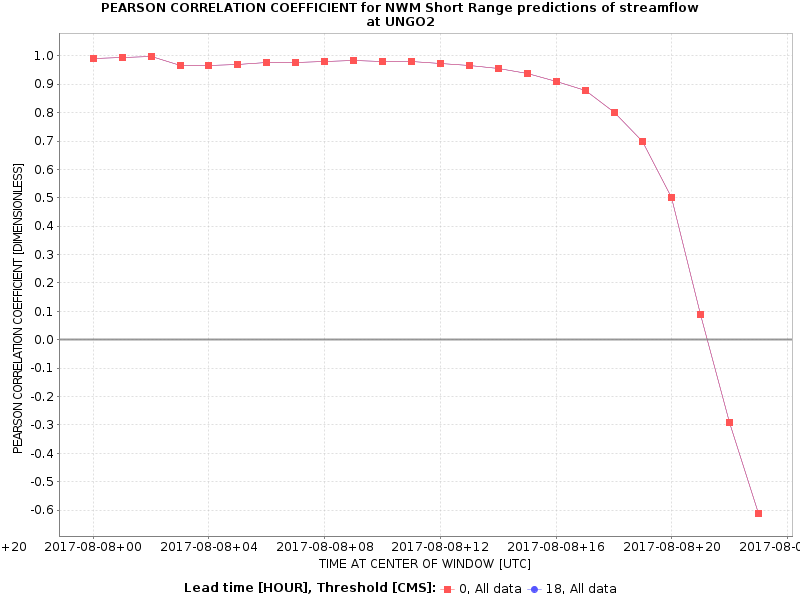 PEARSON CORRELATION COEFFICIENT for NWM Short Range predictions of streamflow
at UNGO2
PEARSON CORRELATION COEFFICIENT [DIMENSIONLESS]
1.0
0.9
0.8
0.7
0.6
0.5
0.4
0.3
0.2
0.1
0.0
-0.1
-0.2
-0.3
-0.4
-0.5
-0.6
+20 2017-08-08+00 2017-08-08+04 2017-08-08+08 2017-08-08+12 2017-08-08+16 2017-08-08+20 2017-08-0
TIME AT CENTER OF WINDOW [UTC]
Lead time [HOUR], Threshold [CMS]: 0, All data 18, All data